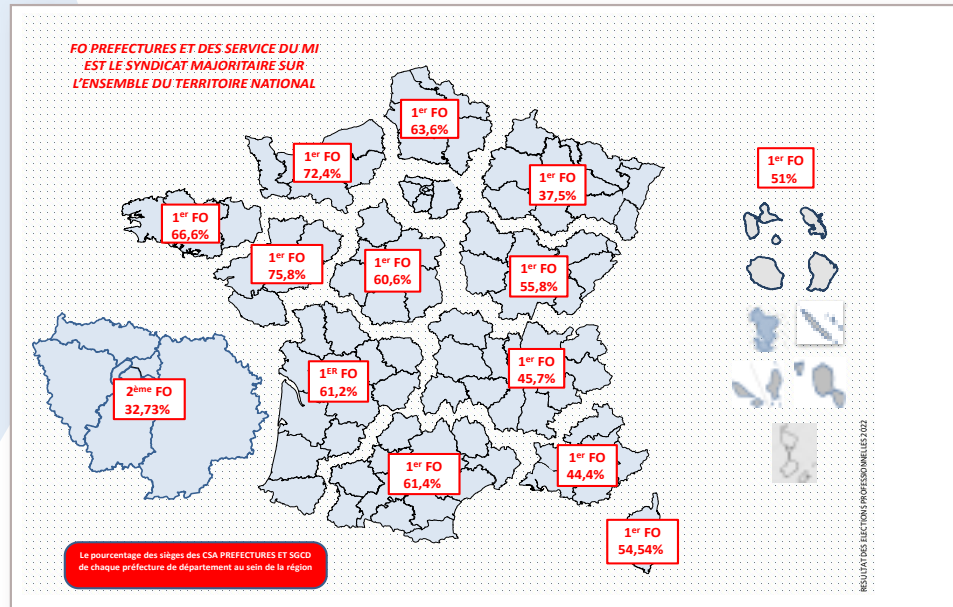 FO PREFECTURES ET DES SERVICE DU MI
EST LE SYNDICAT MAJORITAIRE SUR
L'ENSEMBLE DU TERRITOIRE NATIONAL
1er FO
63,6%
1er FO
72,4%
1er FO
37,5%
1er FO
51%
1er FO
66,6%
1er FO
75,8%
1er FO
60,6%
1er FO
55,8%
2ème FO
32,73%
1ER FO
61,2%
1er FO
45,7%
1er FO
61,4%
1er FO
44,4%
1er FO
54,54%
Le pourcentage des sièges des CSA PREFECTURES ET SGCD
de chaque préfecture de département au sein de la région
RESULTAT DES ELECTIONS PROFESSIONNELLES 2022